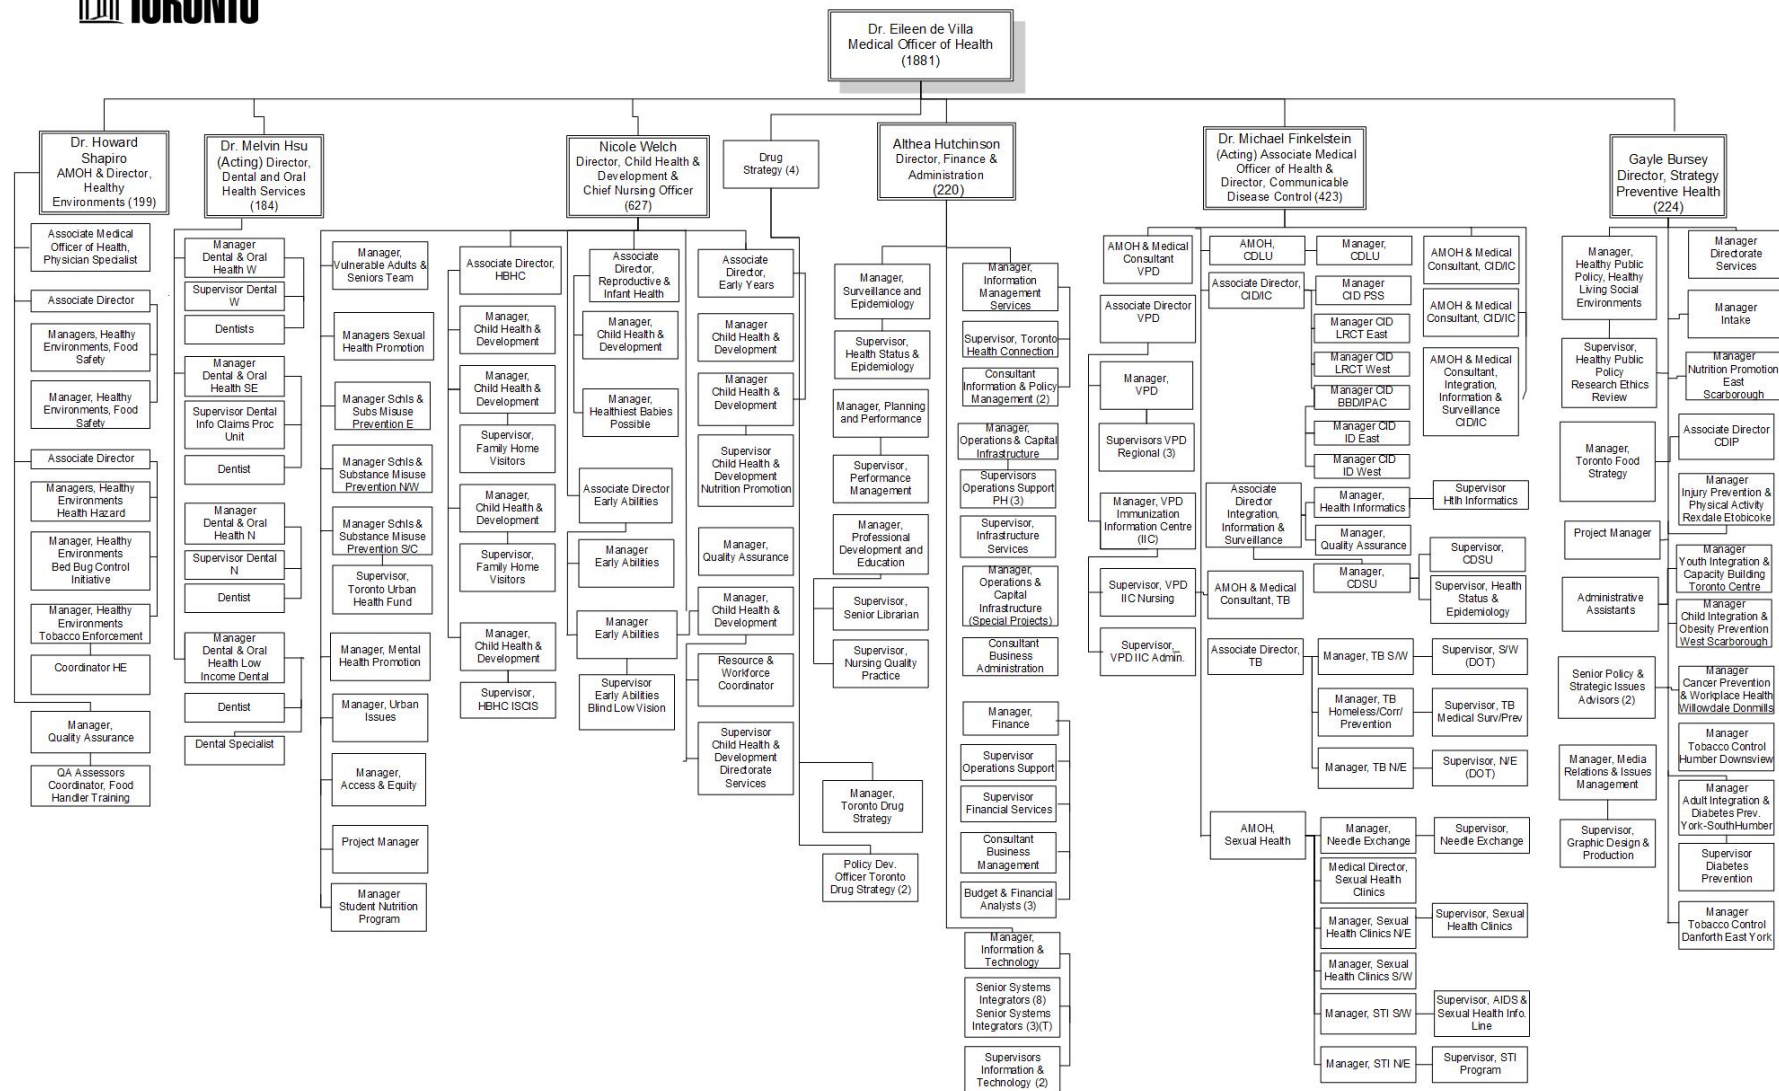 TORONTO
Dr. Eileen de Villa
Medical Officer of Health
(1881)
Dr. Howard
Shapiro
AMOH & Director,
Healthy
Environments (199)
Associate Medical
Officer of Health,
Physician Specialist
Associate Director
Managers, Healthy
Environments, Food
Safety
Manager, Healthy
Environments, Food
Safety
Associate Director
Managers, Healthy
Environments
Health Hazard
Manager, Healthy
Environments
Bed Bug Control
Initiative
Manager, Healthy
Environments
Tobacco Enforcement
Coordinator HE
Manager,
Quality Assurance
QA Assessors
Coordinator, Food
Handler Training
Dr. Melvin Hsu
(Acting) Director,
Dental and Oral
Health Services
(184)
Manager
Dental & Oral
Health W
Supervisor Dental
W
Dentists
Manager
Dental & Oral
Health SE
Supervisor Dental
Info Claims Proc
Unit
Dentist
Manager
Dental & Oral
Health N
Supervisor Dental
N
Dentist
Manager
Dental & Oral
Health Low
Income Dental
Dentist
Dental Specialist
Nicole Welch
Director, Child Health &
Development &
Chief Nursing Officer
(627)
Manager,
Vulnerable Adults &
Seniors Team
Managers Sexual
Health Promotion
Manager Schls &
Subs Misuse
Prevention E
Manager Schls &
Substance Misuse
Prevention N/W
Manager Schls &
Substance Misuse
Prevention S/C
Supervisor,
Toronto Urban
Health Fund
Manager, Mental
Health Promotion
Manager, Urban
Issues
Manager,
Access & Equity
Project Manager
Manager
Student Nutrition
Program
Associate Director,
HBHC
Manager,
Child Health &
Development
Manager,
Child Health &
Development
Supervisor,
Family Home
Visitors
Manager,
Child Health &
Development
Supervisor,
Family Home
Visitors
Manager,
Child Health &
Development
Supervisor,
HBHC ISCIS
Associate
Director,
Reproductive &
Infant Health
Manager,
Child Health &
Development
Manager,
Healthiest Babies
Possible
Associate Director
Early Abilities
Manager
Early Abilities
Manager
Early Abilities
Supervisor
Early Abilities
Blind Low Vision
Associate
Director,
Early Years
Manager
Child Health &
Development
Manager
Child Health &
Development
Supervisor
Child Health &
Development
Nutrition Promotion
Manager,
Quality Assurance
Manager,
Child Health &
Development
Resource &
Workforce
Coordinator
Supervisor
Child Health &
Development
Directorate
Services
Drug
Strategy (4)
Manager,
Toronto Drug
Strategy
Policy Dev.
Officer Toronto
Drug Strategy (2)
Althea Hutchinson
Director, Finance &
Administration
(220)
Manager,
Surveillance and
Epidemiology
Supervisor,
Health Status &
Epidemiology
Manager, Planning
and Performance
Supervisor,
Performance
Management
Manager,
Professional
Development and
Education
Supervisor,
Senior Librarian
Supervisor,
Nursing Quality
Practice
Manager,
Information
Management
Services
Supervisor, Toronto
Health Connection
Consultant
Information & Policy
Management (2)
Manager,
Operations & Capital
Infrastructure
Supervisors
Operations Support
PH (3)
Supervisor,
Infrastructure
Services
Manager,
Operations &
Capital
Infrastructure
(Special Projects)
Consultant
Business
Administration
Manager,
Finance
Supervisor
Operations Support
Supervisor
Financial Services
Consultant
Business
Management
Budget & Financial
Analysts (3)
Manager,
Information &
Technology
Senior Systems
Integrators (8)
Senior Systems
Integrators (3)(T)
Supervisors
Information &
Technology (2)
Dr. Michael Finkelstein
(Acting) Associate Medical
Officer of Health &
Director, Communicable
Disease Control (423)
AMOH & Medical
Consultant
VPD
Associate Director
VPD
Manager,
VPD
Supervisors VPD
Regional (3)
Manager, VPD
Immunization
Information Centre
(IIC)
Supervisor, VPD
IIC Nursing
Supervisor,
VPD IIC Admin.
AMOH,
CDLU
Associate Director,
CID/IC
Manager,
CDLU
Manager
CID PSS
Manager CID
LRCT East
Manager CID
LRCT West
Manager CID
BBD/IPAC
Manager CID
ID East
Manager CID
ID West
AMOH & Medical
Consultant, CID/IC
AMOH & Medical
Consultant, CID/IC
AMOH & Medical
Consultant,
Integration,
Information &
Surveillance
CID/IC
Associate
Director
Integration,
Information &
Surveillance
Manager,
Health Informatics
Supervisor
Hlth Informatics
Manager,
Quality Assurance
Manager,
CDSU
Supervisor,
CDSU
Supervisor, Health
Status &
Epidemiology
AMOH & Medical
Consultant, TB
Associate Director,
TB
Manager, TB S/W
Supervisor, S/W
(DOT)
Manager, TB
Homeless/Corr/
Prevention
Supervisor, TB
Medical Surv/Prev
Manager, TB N/E
Supervisor, N/E
(DOT)
AMOH,
Sexual Health
Manager,
Needle Exchange
Supervisor,
Needle Exchange
Medical Director,
Sexual Health
Clinics
Manager, Sexual
Health Clinics N/E
Supervisor, Sexual
Health Clinics
Manager, Sexual
Health Clinics S/W
Manager, STI S/W
Supervisor, AIDS &
Sexual Health Info.
Line
Manager, STI N/E
Supervisor, STI
Program
Gayle Bursey
Director, Strategy
Preventive Health
(224)
Manager,
Healthy Public
Policy, Healthy
Living Social
Environments
Supervisor,
Healthy Public
Policy
Research Ethics
Review
Manager,
Toronto Food
Strategy
Project Manager
Administrative
Assistants
Senior Policy &
Strategic Issues
Advisors (2)
Manager, Media
Relations & Issues
Management
Supervisor,
Graphic Design &
Production
Manager
Directorate
Services
Manager
Intake
Manager
Nutrition Promotion
East
Scarborough
Associate Director
CDIP
Manager
Injury Prevention &
Physical Activity
Rexdale Etobicoke
Manager
Youth Integration &
Capacity Building
Toronto Centre
Manager
Child Integration &
Obesity Prevention
West Scarborough
Manager
Cancer Prevention
& Workplace Health
Willowdale Donmills
Manager
Tobacco Control
Humber Downsview
Manager
Adult Integration &
Diabetes Prev.
York-SouthHumber
Supervisor
Diabetes
Prevention
Manager
Tobacco Control
Danforth East York